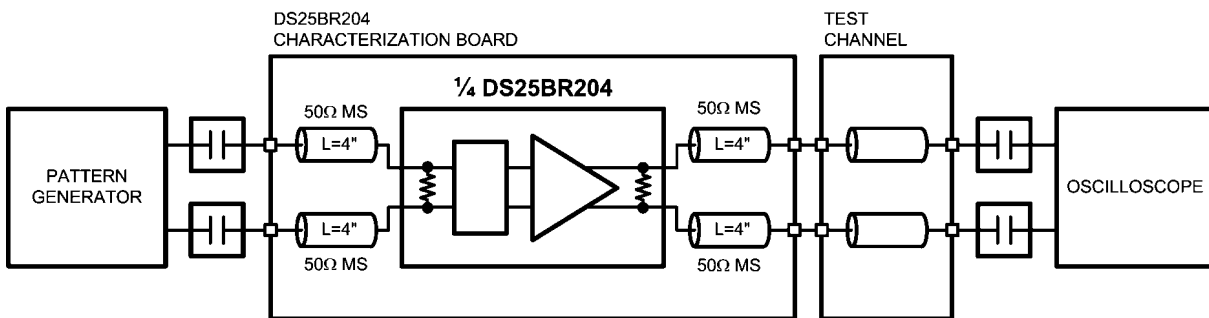 DS25BR204
CHARACTERIZATION BOARD
TEST
CHANNEL
¼ DS25BR204
50Ω MS
50Ω MS
L=4"
L=4"
PATTERN
GENERATOR
OSCILLOSCOPE
L=4"
L=4"
50Ω MS
50Ω MS